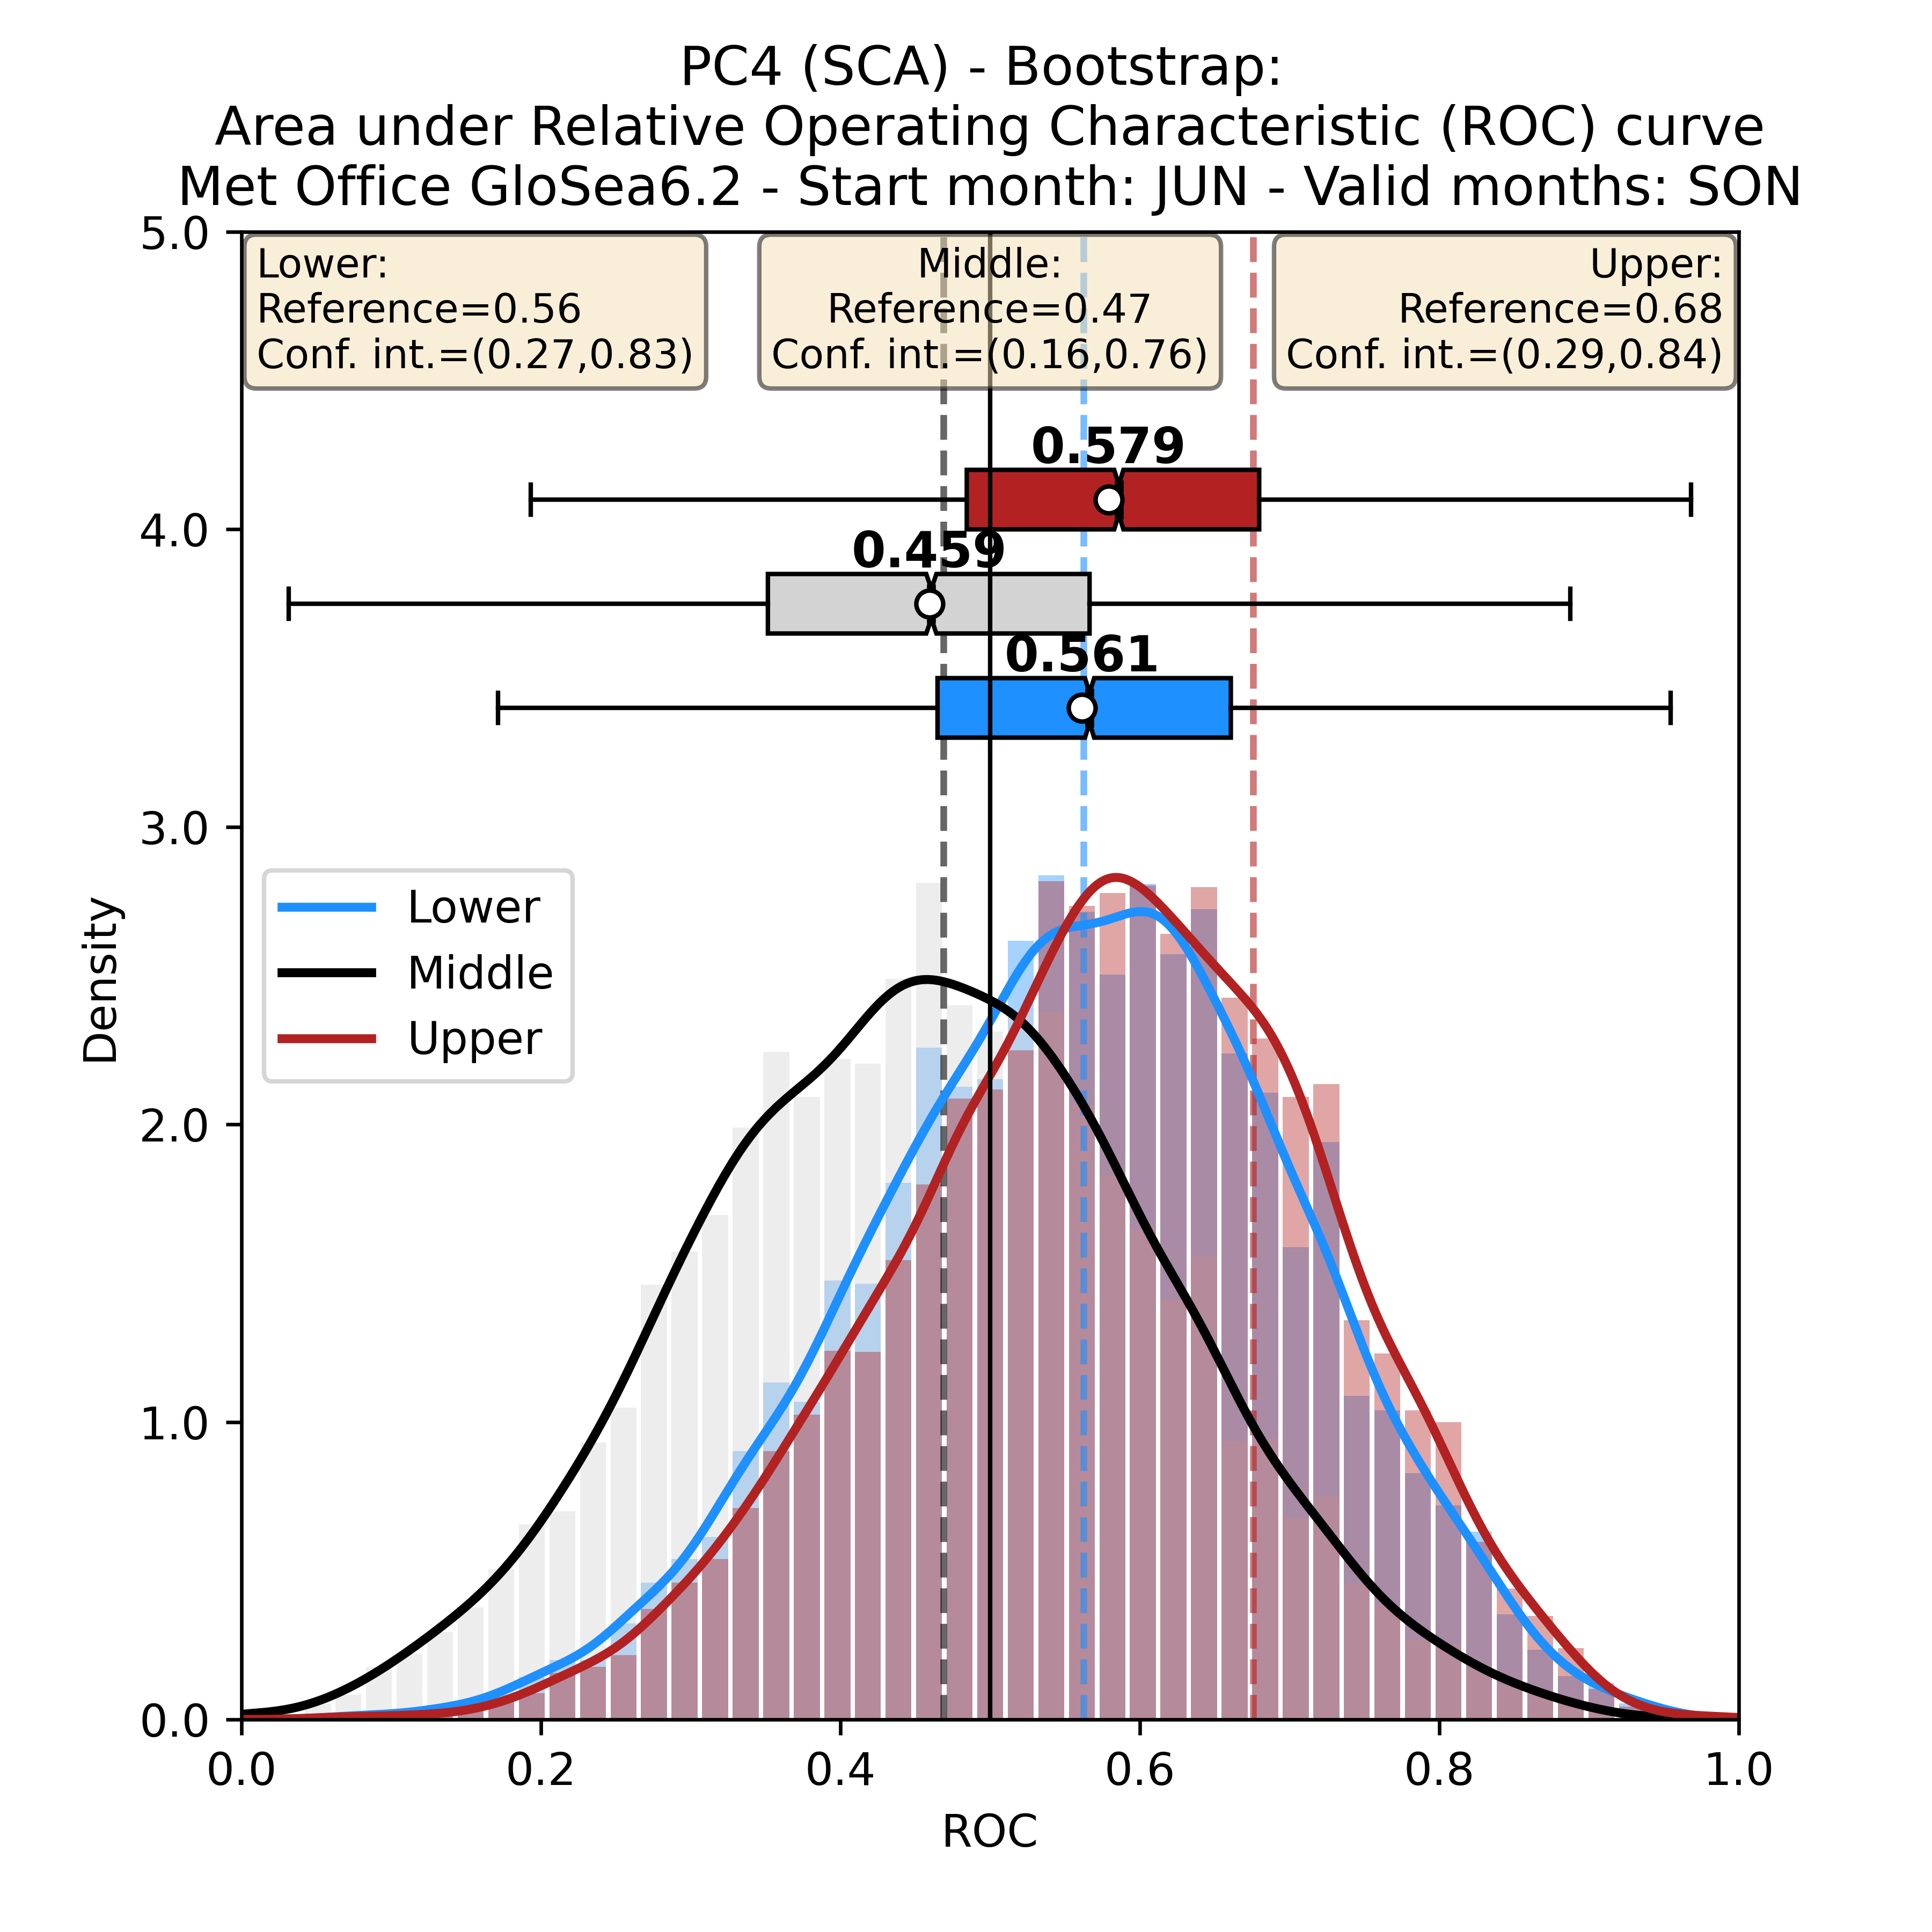 PC4 (SCA) - Bootstrap:
Area under Relative Operating Characteristic (ROC) curve
Met Office GloSea6.2 - Start month: JUN - Valid months: SON
Lower:
Reference=0.56
Conf. int.=(0.27,0.83)
Middle:
Reference=0.47
Conf. int.=(0.16,0.76)
Upper:
Reference=0.68
Conf. int.=(0.29,0.84)
0.579
0.459
0.561
Lower
Middle
Upper
Density
5.0
4.0
3.0
2.0
1.0
0.0
0.0 0.2 0.4 0.6 0.8 1.0
ROC